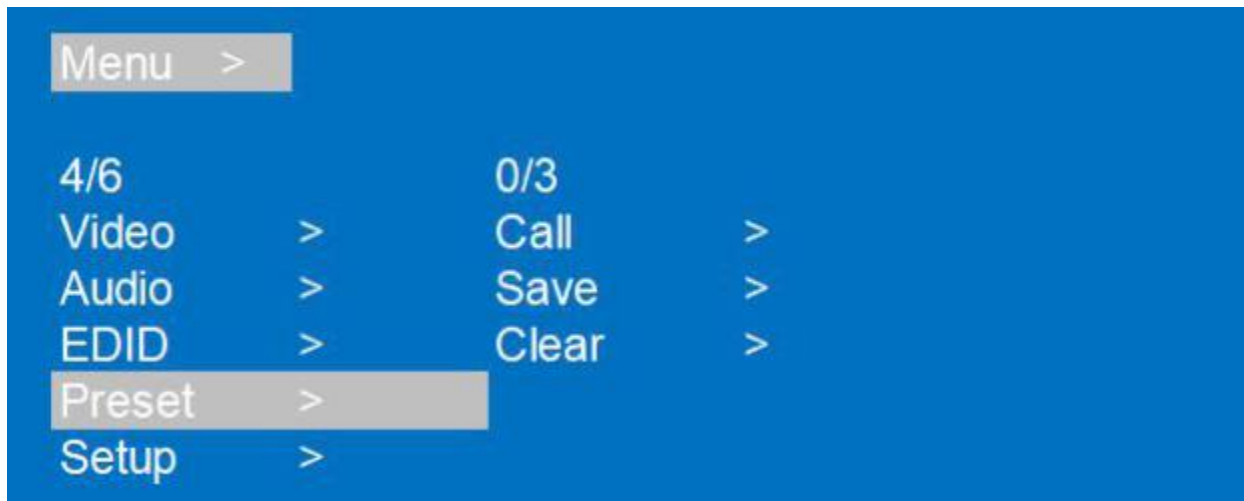 Menu >
4/6 0/3
Video > Call >
Audio > Save >
EDID > Clear >
Preset >
Setup >